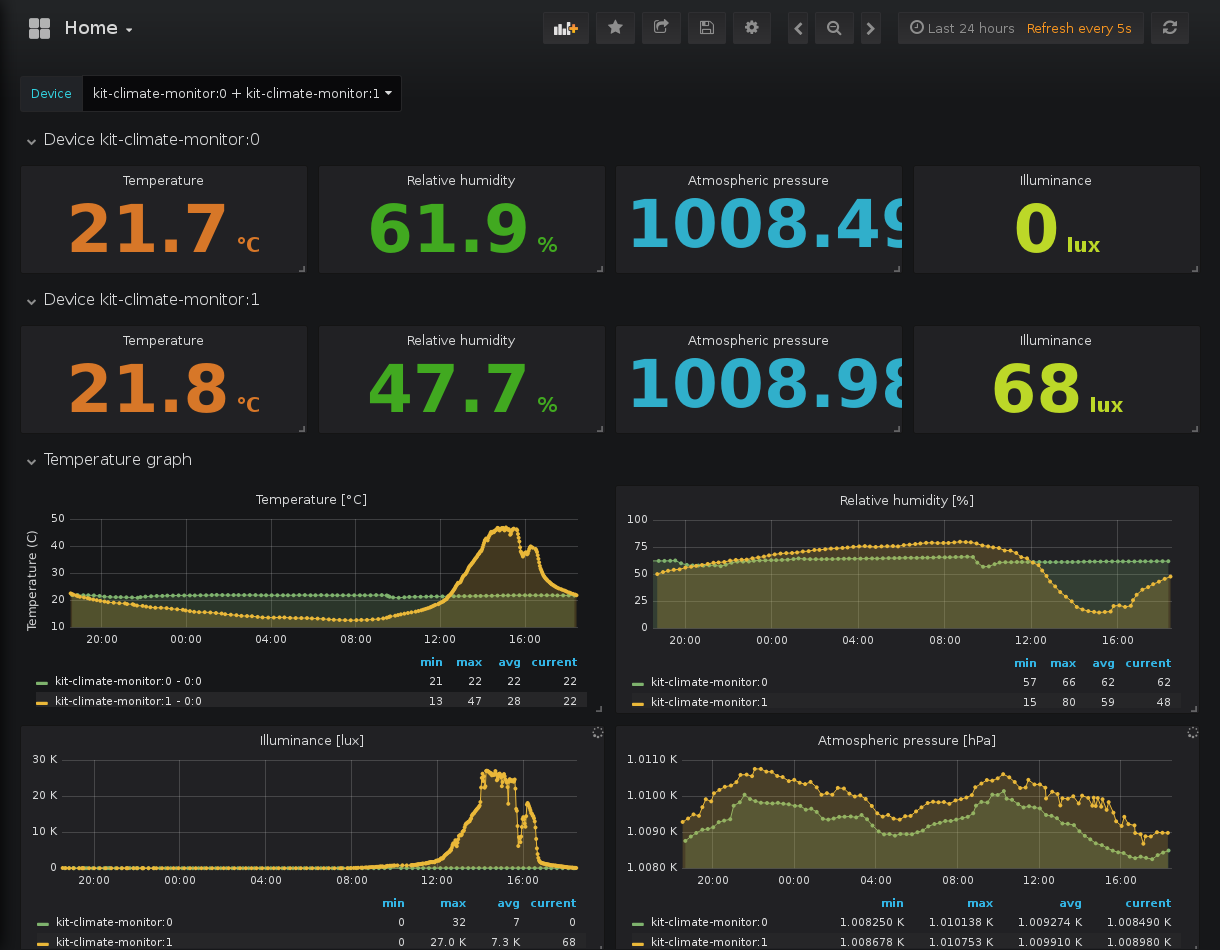 Home
Last 24 hours Refresh every 5s
Device kit-climate-monitor:0 + kit-climate-monitor:1
Device kit-climate-monitor:0
Temperature Relative humidity Atmospheric pressure Illuminance
21.7 °C 61.9 % 1008.49 0 lux
Device kit-climate-monitor:1
Temperature Relative humidity Atmospheric pressure Illuminance
21.8 °C 47.7 % 1008.98 68 lux
Temperature graph
Temperature [°C]
Temperature (C)
50
40
30
20
10
20:00 00:00 04:00 08:00 12:00 16:00
min max avg current
kit-climate-monitor:0 - 0:0 21 22 22 22
kit-climate-monitor:1 - 0:0 13 47 28 22
Relative humidity [%]
100
75
50
25
0
20:00 00:00 04:00 08:00 12:00 16:00
min max avg current
kit-climate-monitor:0 57 66 62 62
kit-climate-monitor:1 15 80 59 48
Illuminance [lux]
30 K
20 K
10 K
0
20:00 00:00 04:00 08:00 12:00 16:00
min max avg current
kit-climate-monitor:0 0 32 7 0
kit-climate-monitor:1 0 27.0 K 7.3 K 68
Atmospheric pressure [hPa]
1.0110 K
1.0100 K
1.0090 K
1.0080 K
20:00 00:00 04:00 08:00 12:00 16:00
min max avg current
kit-climate-monitor:0 1.008250 K 1.010138 K 1.009274 K 1.008490 K
kit-climate-monitor:1 1.008678 K 1.010753 K 1.009910 K 1.008980 K